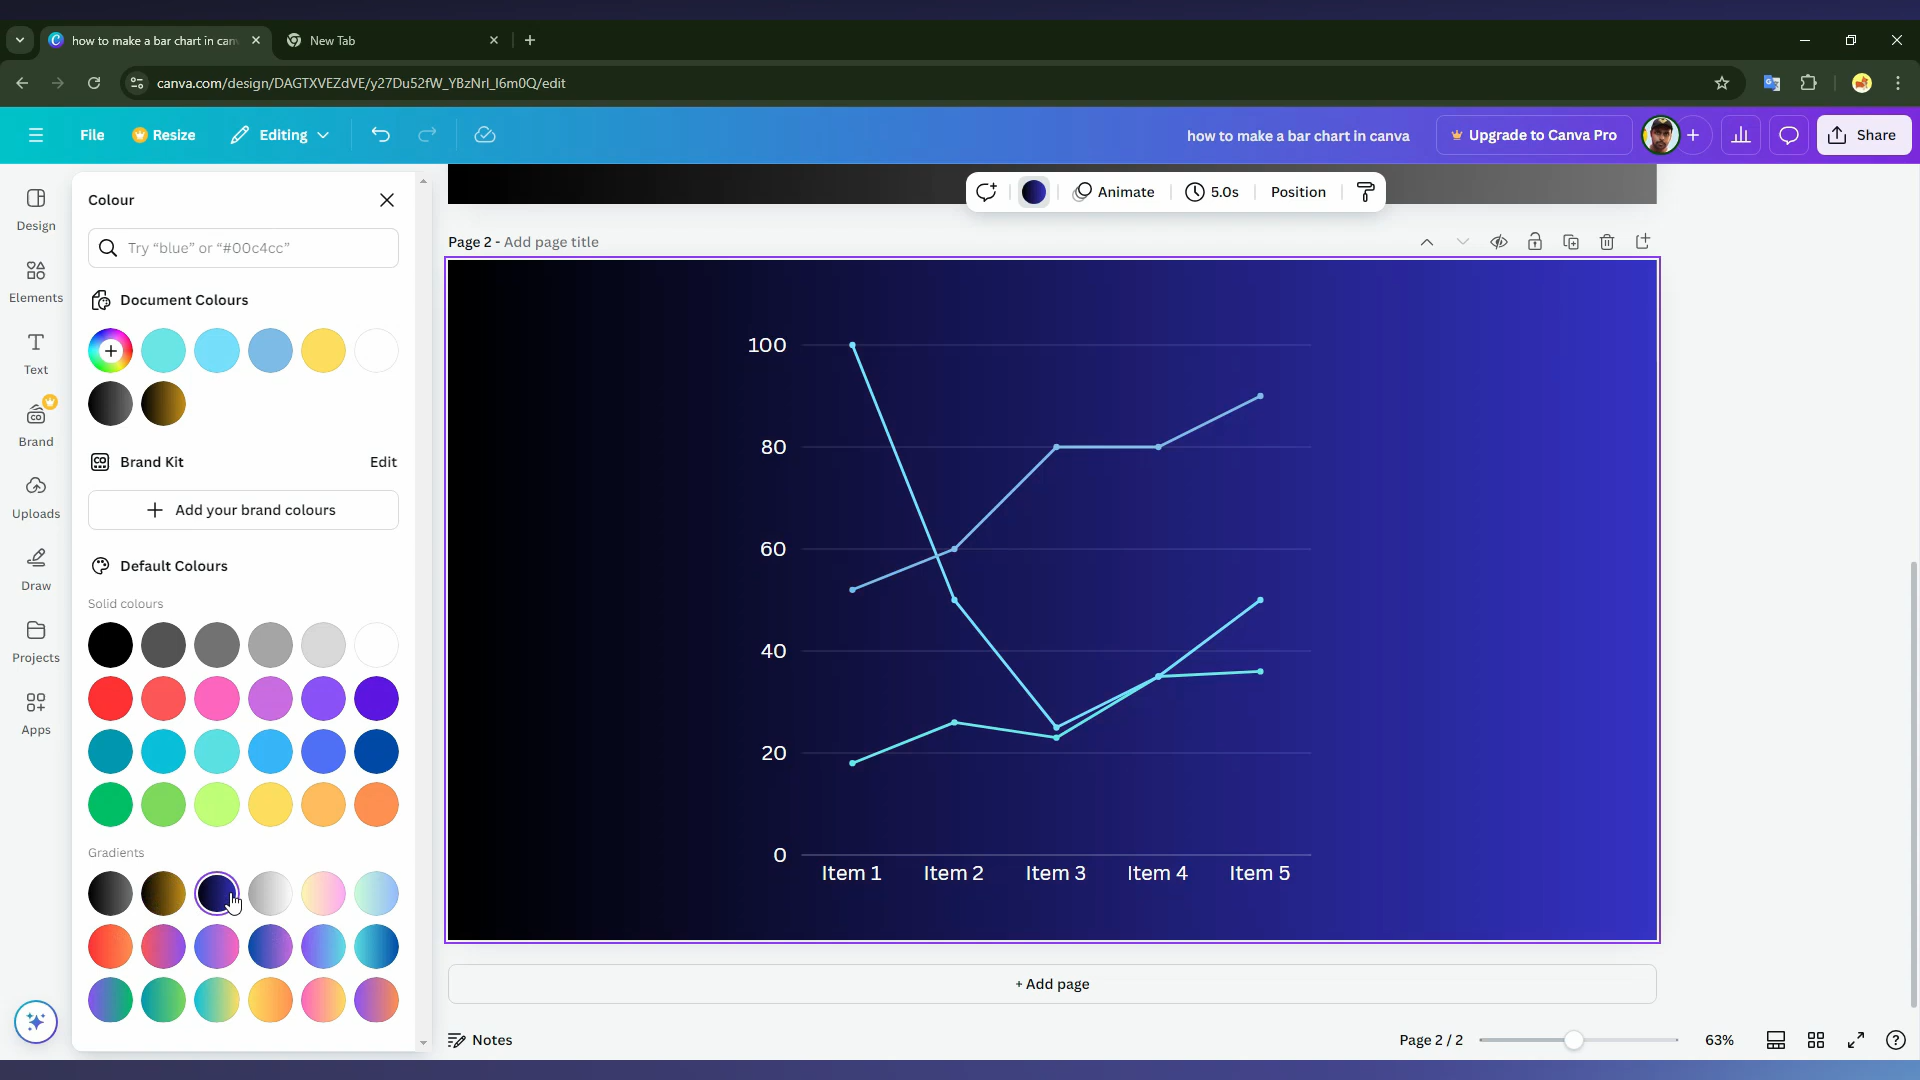 how to make a bar chart in can
New Tab
canva.com/design/DAGTXVEZdVE/y27Du52fW_YBzNrl_l6m0Q/edit
File
Resize
Editing
how to make a bar chart in canva
Upgrade to Canva Pro
Share
Design
Elements
Text
Brand
Uploads
Draw
Projects
Apps
Colour
Try “blue” or “#00c4cc”
Document Colours
Brand Kit
Edit
Add your brand colours
Default Colours
Solid colours
Gradients
Animate
5.0s
Position
Page 2 - Add page title
100
80
60
40
20
0
Item 1
Item 2
Item 3
Item 4
Item 5
+ Add page
Notes
Page 2 / 2
63%